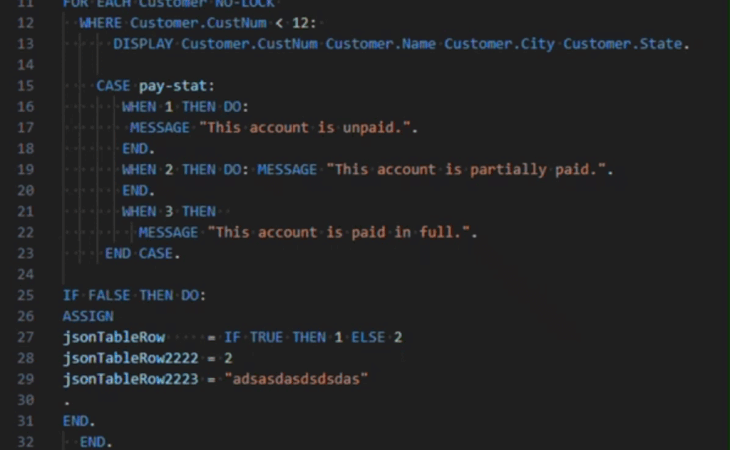 11 FOR EACH Customer NO-LOCK
12 WHERE Customer.CustNum < 12:
13 DISPLAY Customer.CustNum Customer.Name Customer.City Customer.State.
14
15 CASE pay-stat:
16 WHEN 1 THEN DO:
17 MESSAGE "This account is unpaid.".
18 END.
19 WHEN 2 THEN DO: MESSAGE "This account is partially paid.".
20 END.
21 WHEN 3 THEN
22 MESSAGE "This account is paid in full.".
23 END CASE.
24
25 IF FALSE THEN DO:
26 ASSIGN
27 jsonTableRow = IF TRUE THEN 1 ELSE 2
28 jsonTableRow2222 = 2
29 jsonTableRow2223 = "adsasdasdsdsdas"
30 .
31 END.
32 END.